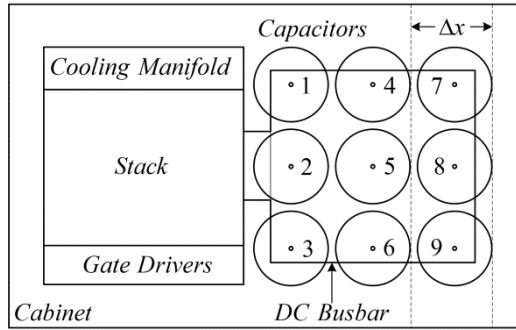 Capacitors
Δx
Cooling Manifold
1 4 7
Stack
2 5 8
3 6 9
Gate Drivers
Cabinet
DC Busbar